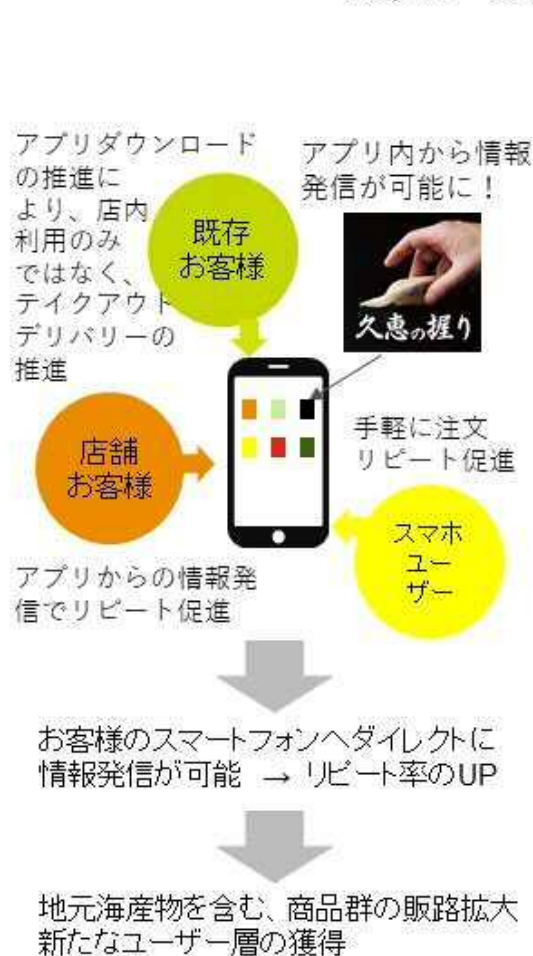 アプリダウンロード
の推進に
より、店内
利用のみ
ではなく、
テイクアウト
デリバリーの
推進
既存
お客様
アプリ内から情報
発信が可能に！
久恵の握り
店舗
お客様
手軽に注文
リピート促進
スマホ
ユー
ザー
アプリからの情報発
信でリピート促進
お客様のスマートフォンへダイレクトに
情報発信が可能 → リピート率のUP
地元海産物を含む、商品群の販路拡大
新たなユーザー層の獲得